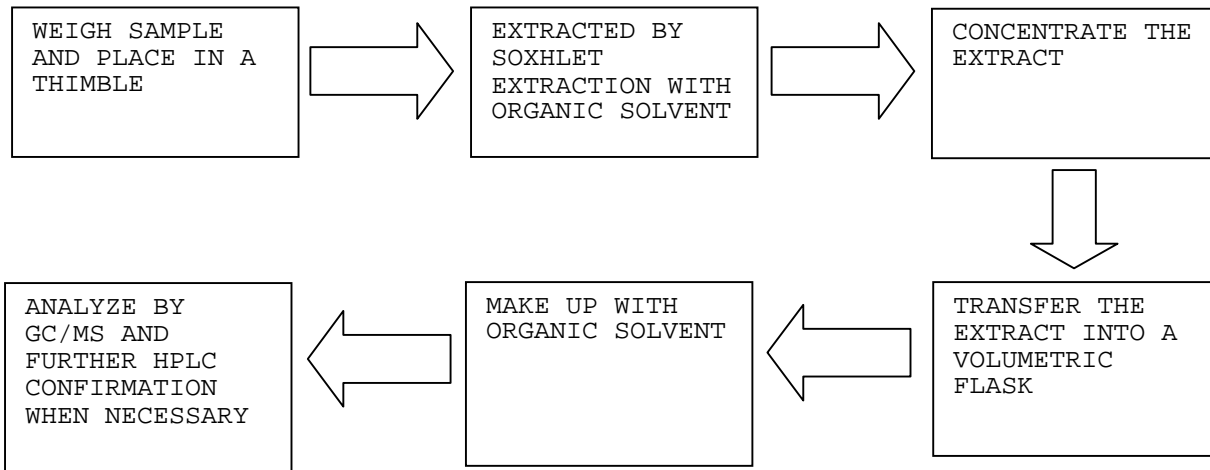 WEIGH SAMPLE
AND PLACE IN A
THIMBLE
EXTRACTED BY
SOXHLET
EXTRACTION WITH
ORGANIC SOLVENT
CONCENTRATE THE
EXTRACT
TRANSFER THE
EXTRACT INTO A
VOLUMETRIC
FLASK
MAKE UP WITH
ORGANIC SOLVENT
ANALYZE BY
GC/MS AND
FURTHER HPLC
CONFIRMATION
WHEN NECESSARY